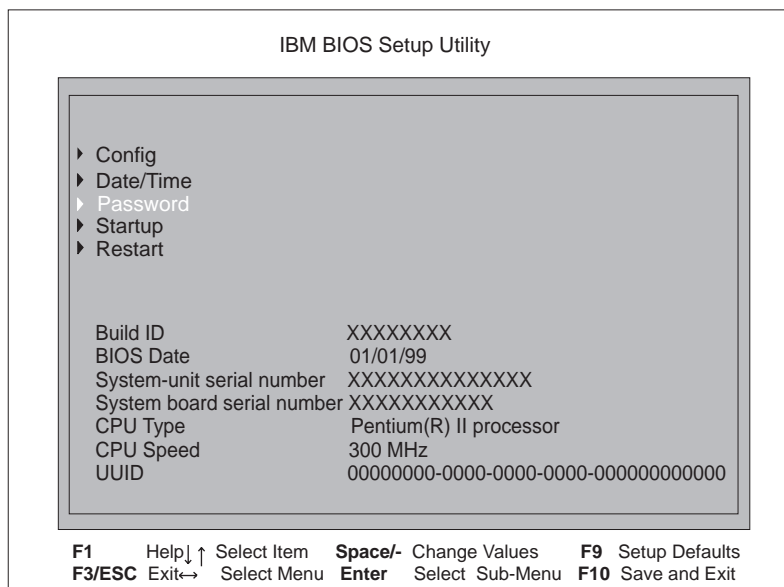 IBM BIOS Setup Utility
Config
Date/Time
Password
Startup
Restart
Build ID XXXXXXXX
BIOS Date 01/01/99
System-unit serial number XXXXXXXXXXXXXX
System board serial number XXXXXXXXXXX
CPU Type Pentium(R) II processor
CPU Speed 300 MHz
UUID 00000000-0000-0000-0000-000000000000
F1 Help↓ ↑ Select Item Space/- Change Values F9 Setup Defaults
F3/ESC Exit↔ Select Menu Enter Select Sub-Menu F10 Save and Exit